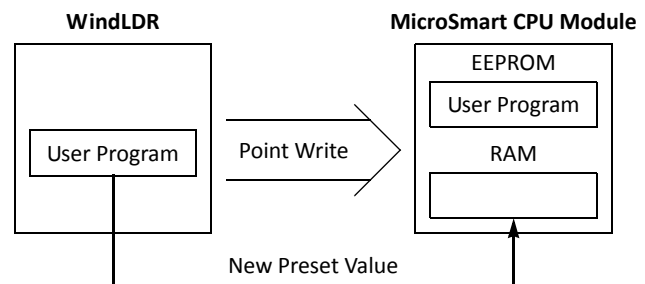 WindLDR
MicroSmart CPU Module
EEPROM
User Program
User Program
Point Write
RAM
New Preset Value